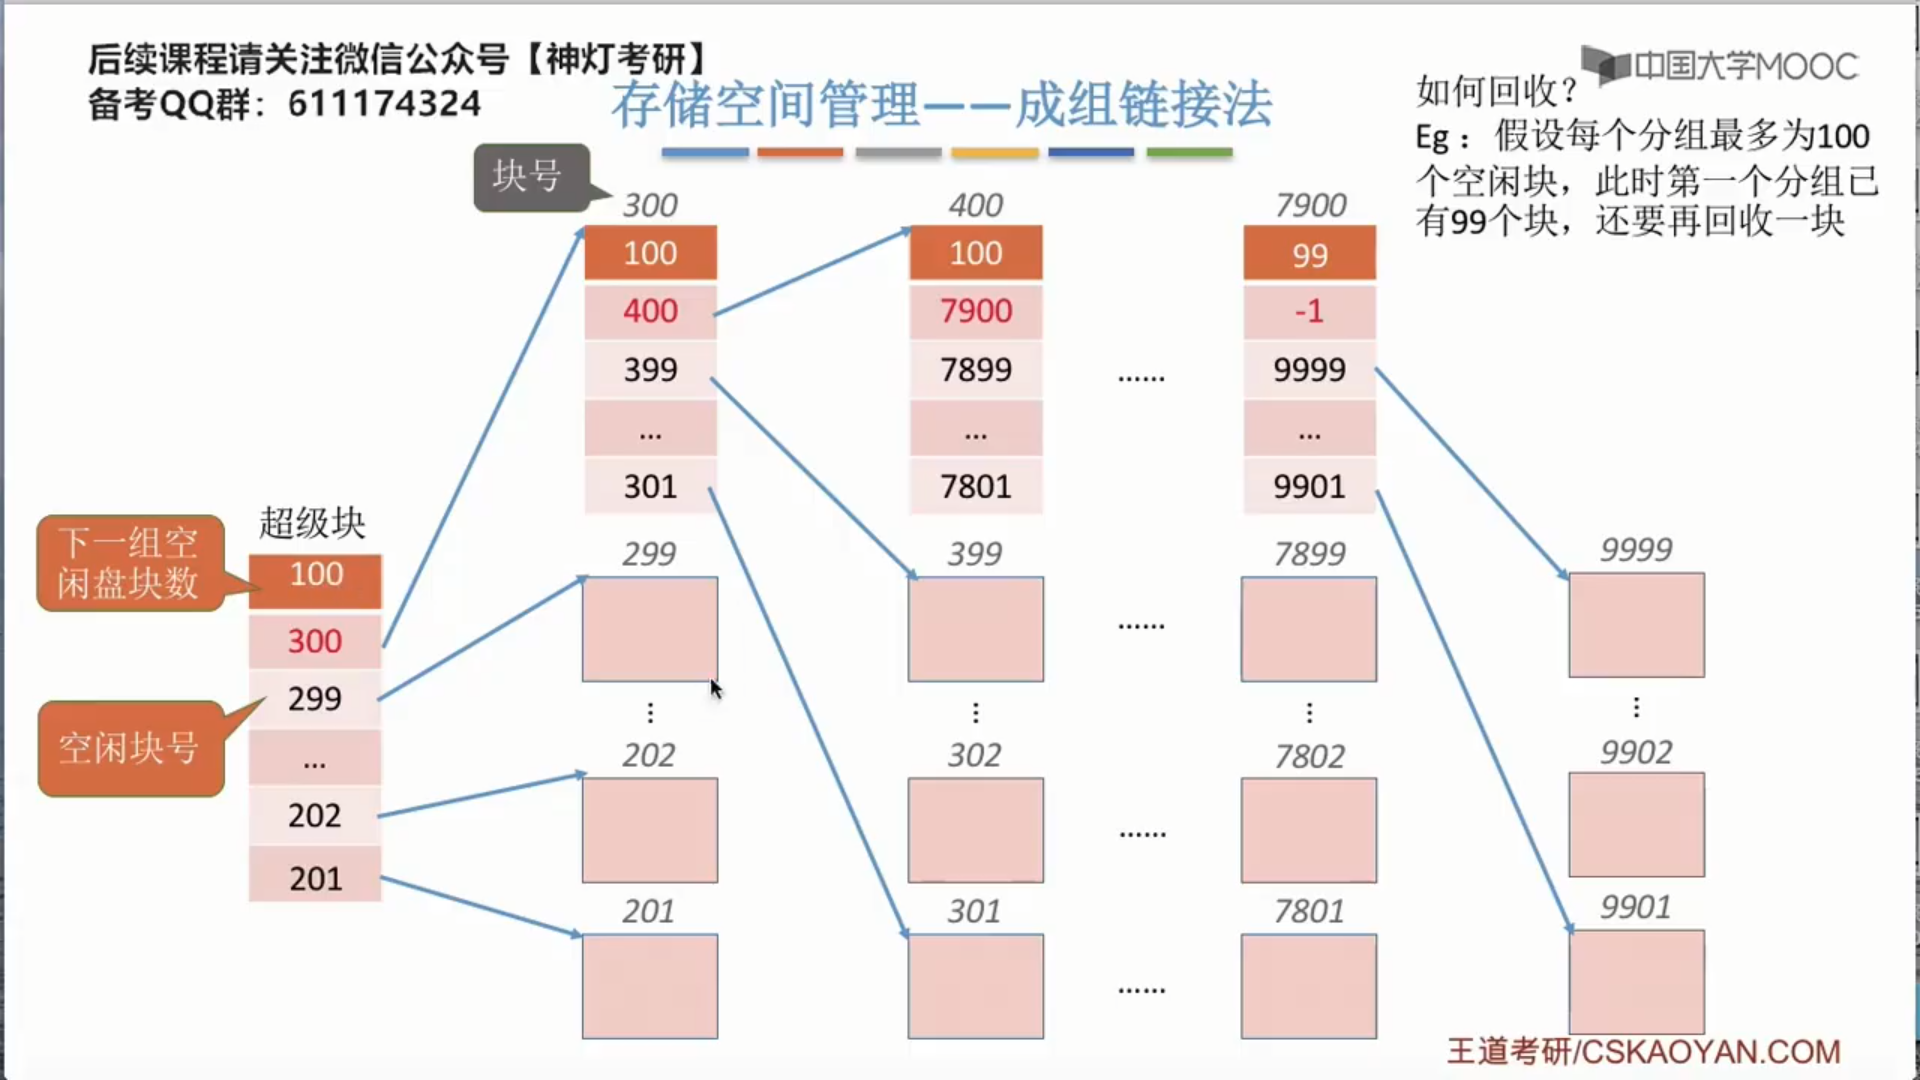 后续课程请关注微信公众号【神灯考研】
备考QQ群：611174324
中国大学MOOC
存储空间管理——成组链接法
如何回收？
Eg：假设每个分组最多为100
个空闲块，此时第一个分组已
有99个块，还要再回收一块
块号
300
400
7900
100
100
99
400
7900
-1
399
7899
......
9999
...
...
...
301
7801
9901
超级块
下一组空
闲盘块数
100
300
299
...
202
201
空闲块号
299
399
7899
9999
......
202
302
7802
9902
......
201
301
7801
9901
......
王道考研/CSKAOYAN.COM